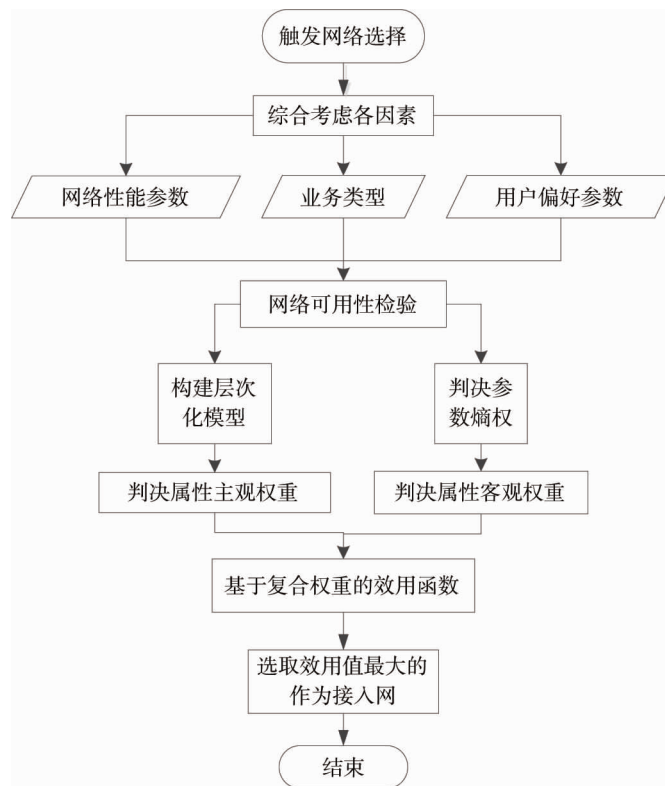 触发网络选择
综合考虑各因素
网络性能参数
业务类型
用户偏好参数
网络可用性检验
构建层次
化模型
判决参
数熵权
判决属性主观权重
判决属性客观权重
基于复合权重的效用函数
选取效用值最大的
作为接入网
结束